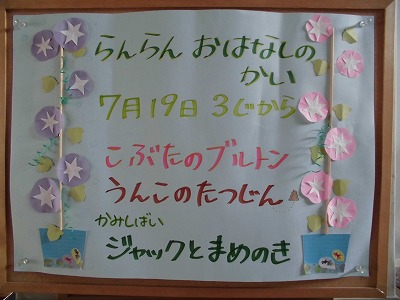 らんらん おはなしの
かい
7月19日 3じから
こぶたのブルトン
うんこのたつじん
かみしばい
ジャックとまめのき